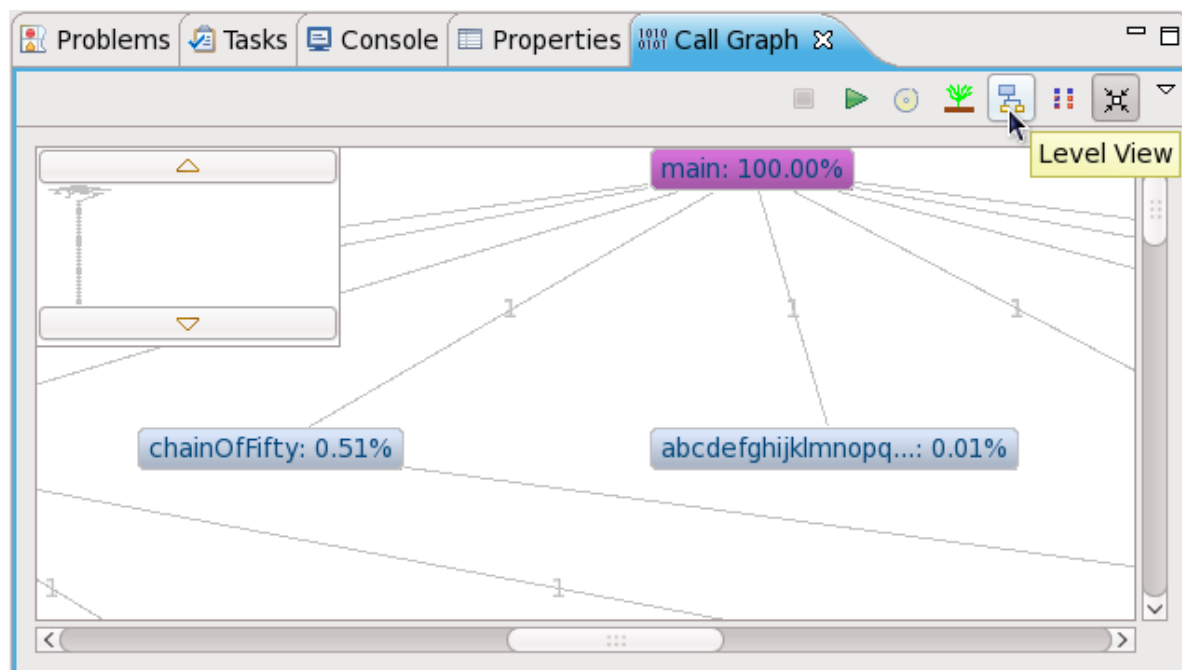 Problems Tasks Console Properties Call Graph
Level View
main: 100.00%
1 1 1
chainOfFifty: 0.51% abcdefghijklmnopq...: 0.01%
1 1